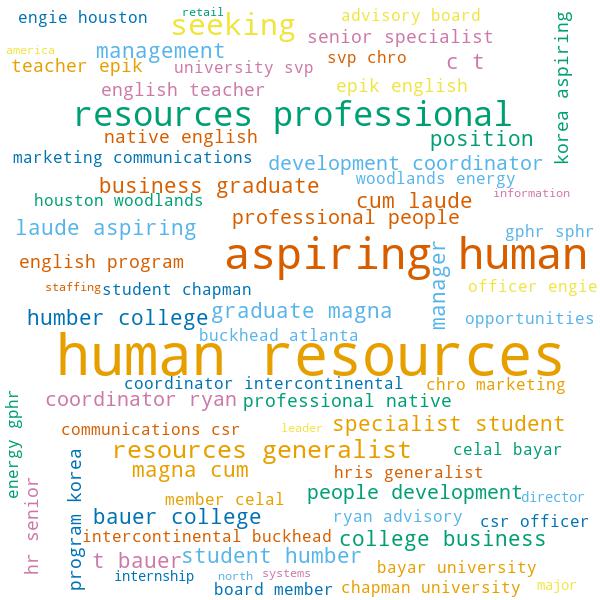 retail
engie houston
seeking
advisory board
senior specialist
america
management
svp chro
c t
teacher epik
university svp
korea aspiring
english teacher
epik english
resources professional
native english
position
marketing communications
development coordinator
woodlands energy
business graduate
information
houston woodlands
cum laude
professional people
laude aspiring
gphr sphr
aspiring human
english program
manager
staffing
student chapman
officer engie
humber college
graduate magna
opportunities
buckhead atlanta
human resources
coordinator intercontinental
chro marketing
coordinator ryan
professional native
energy gphr
communications csr
leader
specialist student
resources generalist
celal bayar
magna cum
hris generalist
hr senior
program korea
member celal
people development
director
bauer college
ryan advisory
csr officer
intercontinental buckhead
college business
t bauer
student humber
bayar university
internship
north
systems
board member
chapman university
major